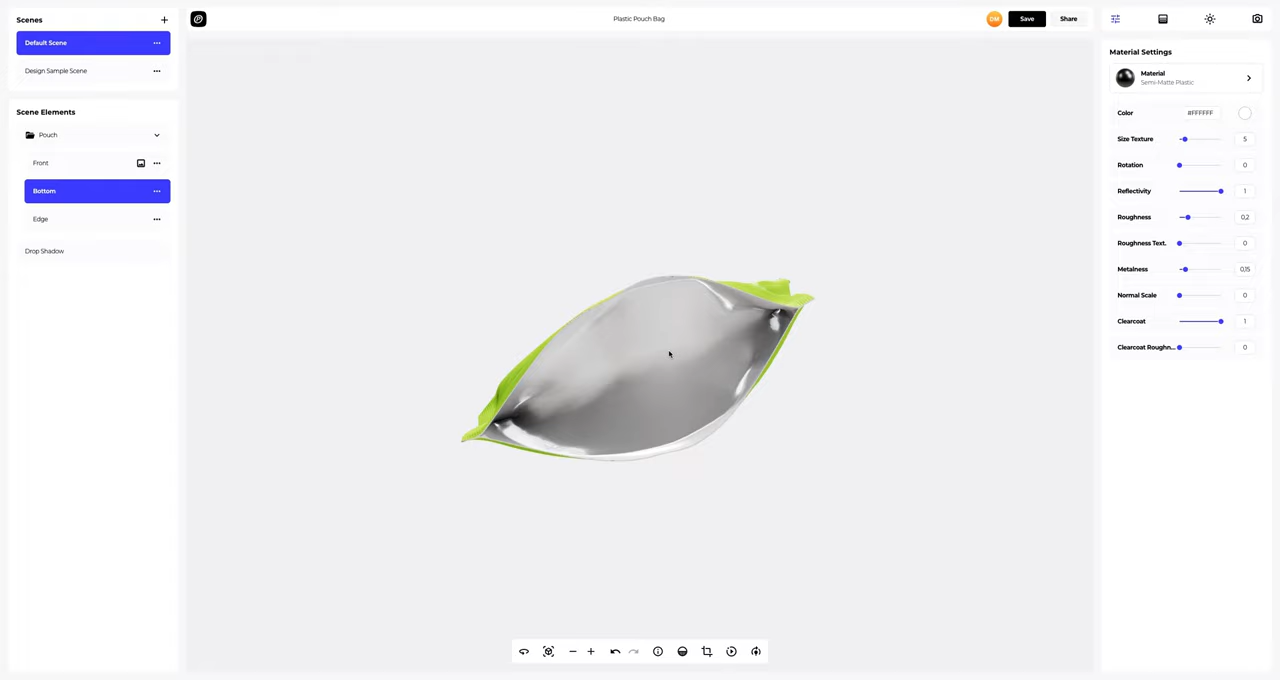 Scenes
Plastic Pouch Bag
DM
Save
Share
Default Scene
Design Sample Scene
Scene Elements
Pouch
Front
Bottom
Edge
Drop Shadow
Material Settings
Material
Semi-Matte Plastic
Color #FFFFFF
Size Texture 5
Rotation 0
Reflectivity 1
Roughness 0,2
Roughness Text. 0
Metalness 0,15
Normal Scale 0
Clearcoat 1
Clearcoat Roughn... 0